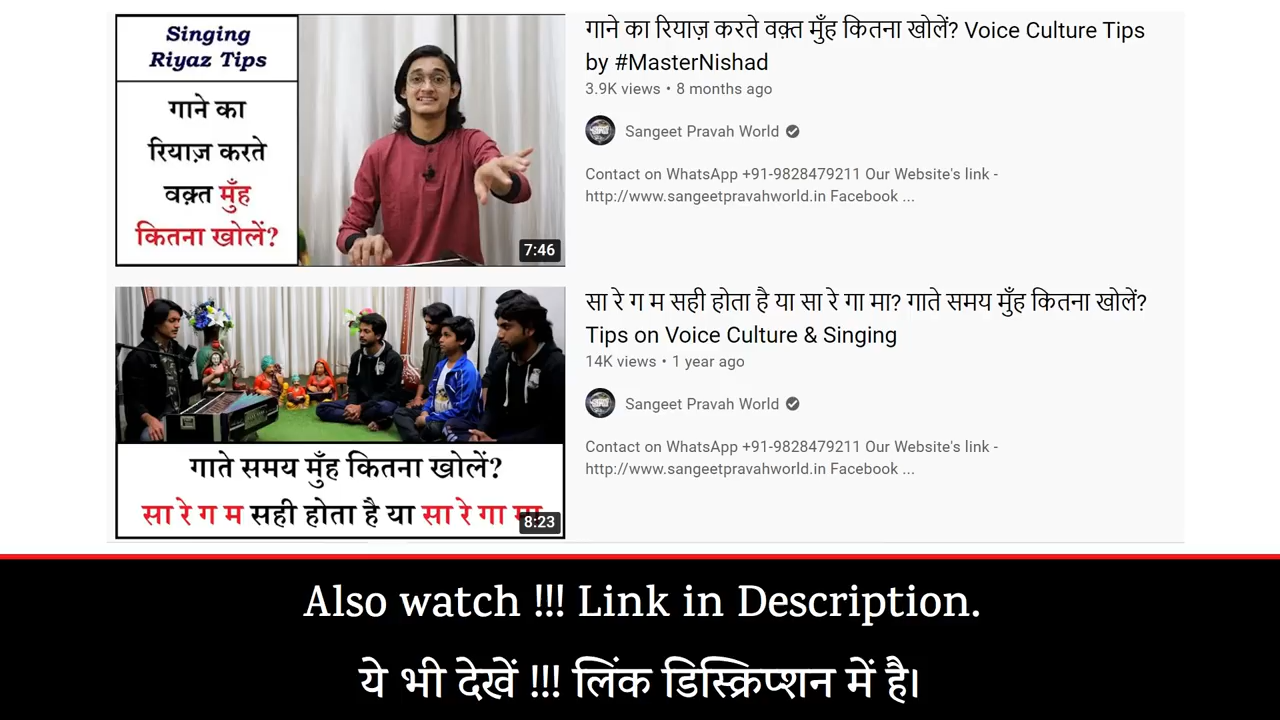 Singing
Riyaz Tips
गाने का
रियाज़ करते
वक़्त मुँह
कितना खोलें?
7:46
गाने का रियाज़ करते वक़्त मुँह कितना खोलें? Voice Culture Tips
by #MasterNishad
3.9K views • 8 months ago
Sangeet Pravah World
Contact on WhatsApp +91-9828479211 Our Website's link -
http://www.sangeetpravahworld.in Facebook ...
गाते समय मुँह कितना खोलें?
सा रे ग म सही होता है या सा रे गा मा
8:23
सा रे ग म सही होता है या सा रे गा मा? गाते समय मुँह कितना खोलें?
Tips on Voice Culture & Singing
14K views • 1 year ago
Sangeet Pravah World
Contact on WhatsApp +91-9828479211 Our Website's link -
http://www.sangeetpravahworld.in Facebook ...
Also watch !!! Link in Description.
ये भी देखें !!! लिंक डिस्क्रिप्शन में है।